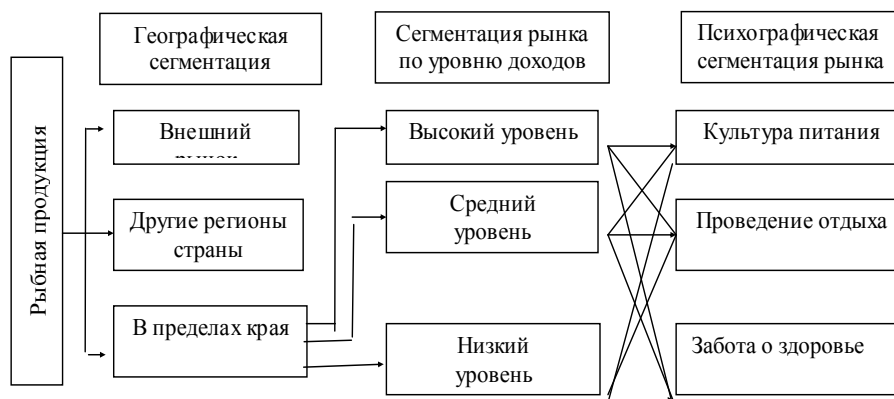 Географическая
сегментация
Сегментация рынка
по уровню доходов
Психографическая
сегментация рынка
Рыбная продукция
Внешний
Высокий уровень
Культура питания
Другие регионы
страны
Средний
уровень
Проведение отдыха
В пределах края
Низкий
уровень
Забота о здоровье